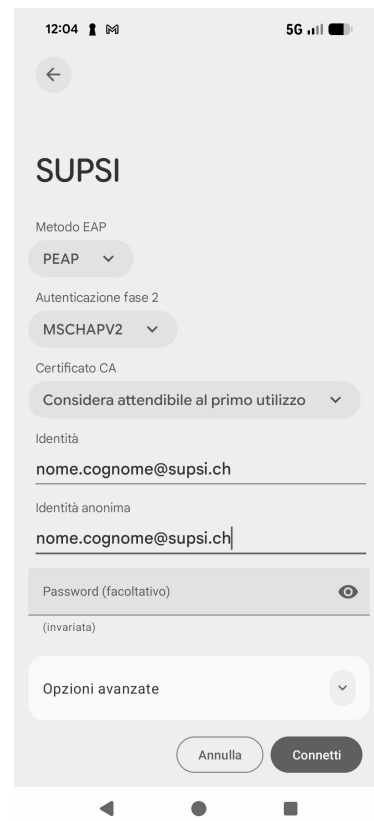 12:04 5G
SUPSI
Metodo EAP
PEAP
Autenticazione fase 2
MSCHAPV2
Certificato CA
Considera attendibile al primo utilizzo
Identità
nome.cognome@supsi.ch
Identità anonima
nome.cognome@supsi.ch
Password (facoltativo)
(invariata)
Opzioni avanzate
Annulla Connetti